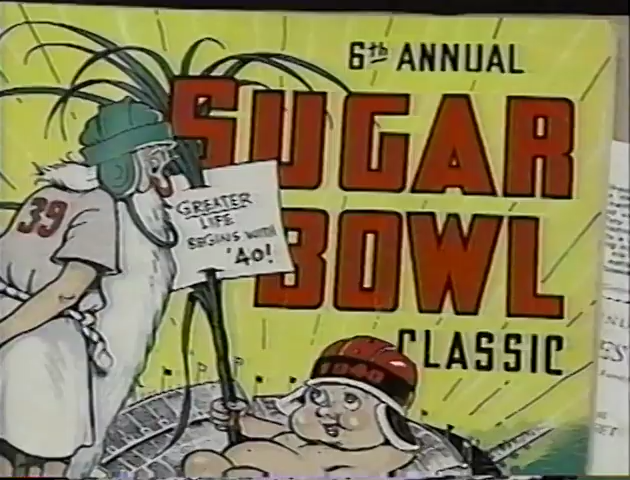 6th ANNUAL
SUGAR
BOWL
CLASSIC
39
GREATER
LIFE
BEGINS WITH
'40!
1940